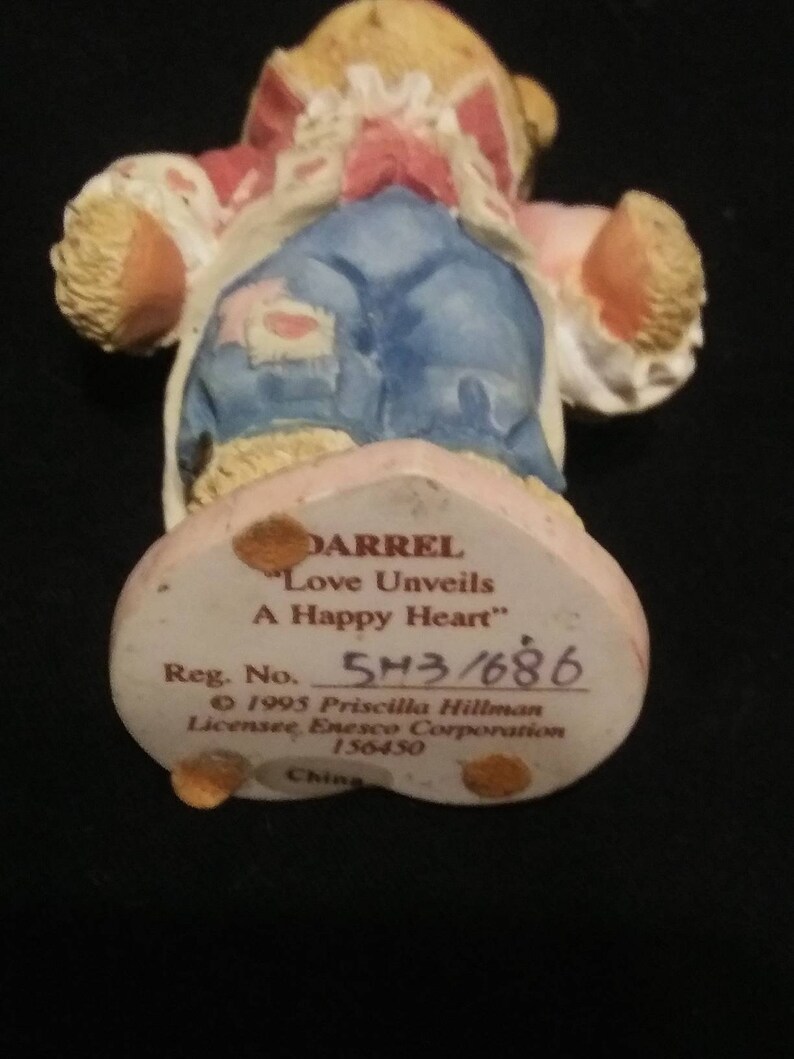 DARREL
"Love Unveils
A Happy Heart"
Reg. No. 5H3/686
© 1995 Priscilla Hillman
Licensee Enesco Corporation
156450
China